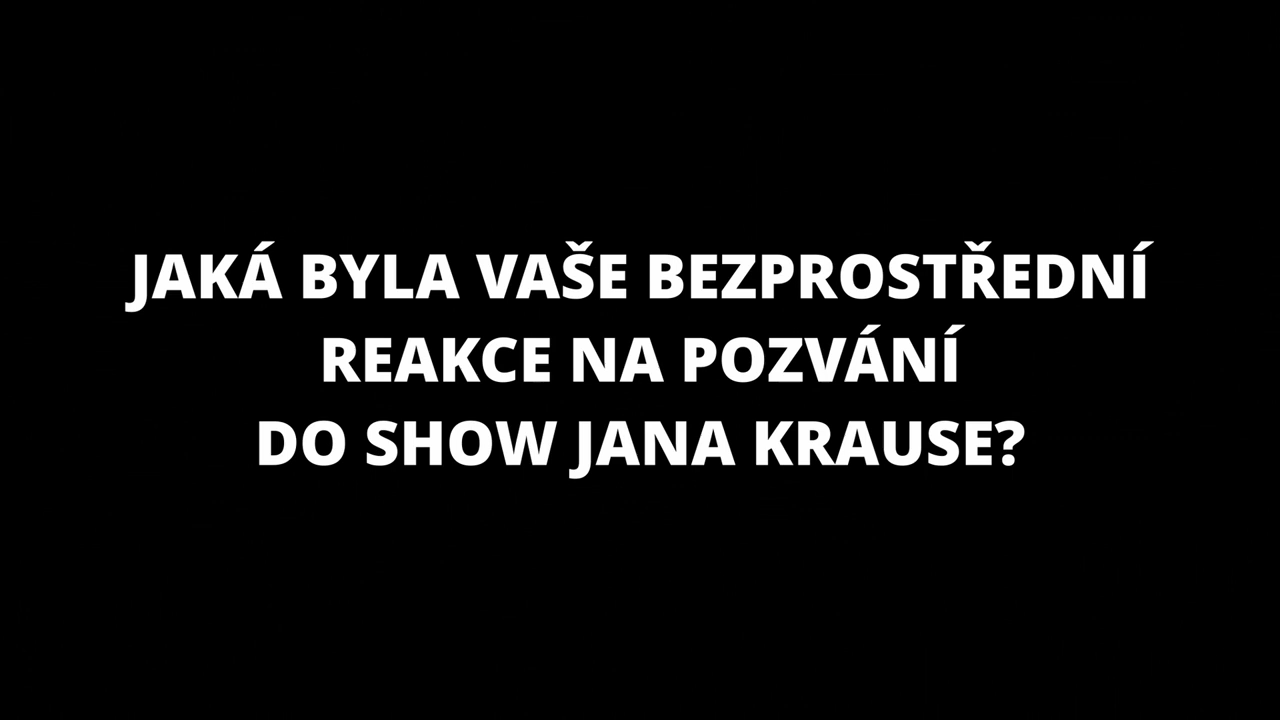 JAKÁ BYLA VAŠE BEZPROSTŘEDNÍ
REAKCE NA POZVÁNÍ
DO SHOW JANA KRAUSE?